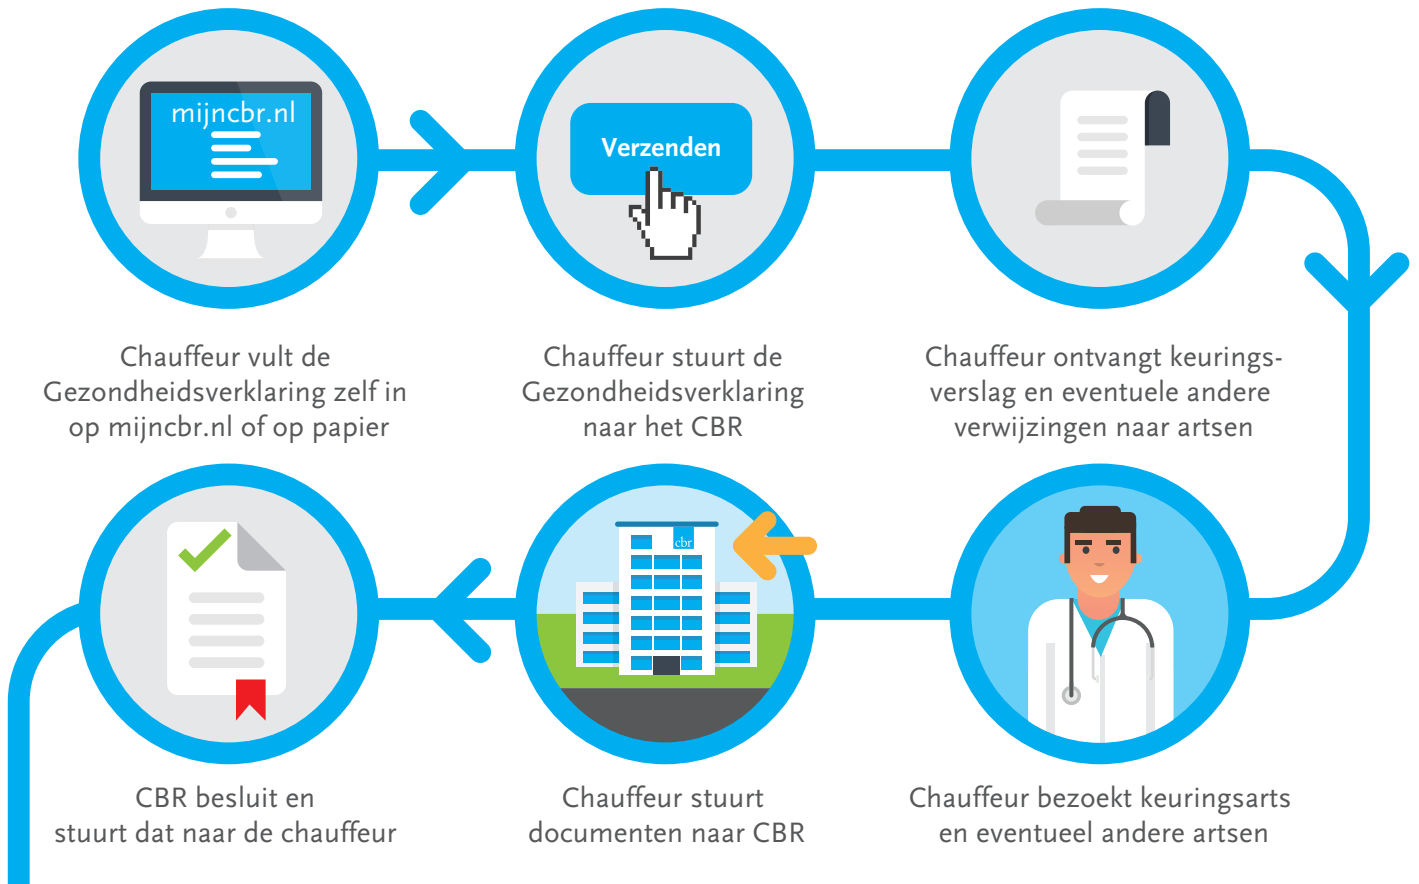 mijncbr.nl
Verzenden
Chauffeur vult de
Gezondheidsverklaring zelf in
op mijncbr.nl of op papier
Chauffeur stuurt de
Gezondheidsverklaring
naar het CBR
Chauffeur ontvangt keurings-
verslag en eventuele andere
verwijzingen naar artsen
cbr
CBR besluit en
stuurt dat naar de chauffeur
Chauffeur stuurt
documenten naar CBR
Chauffeur bezoekt keuringsarts
en eventueel andere artsen